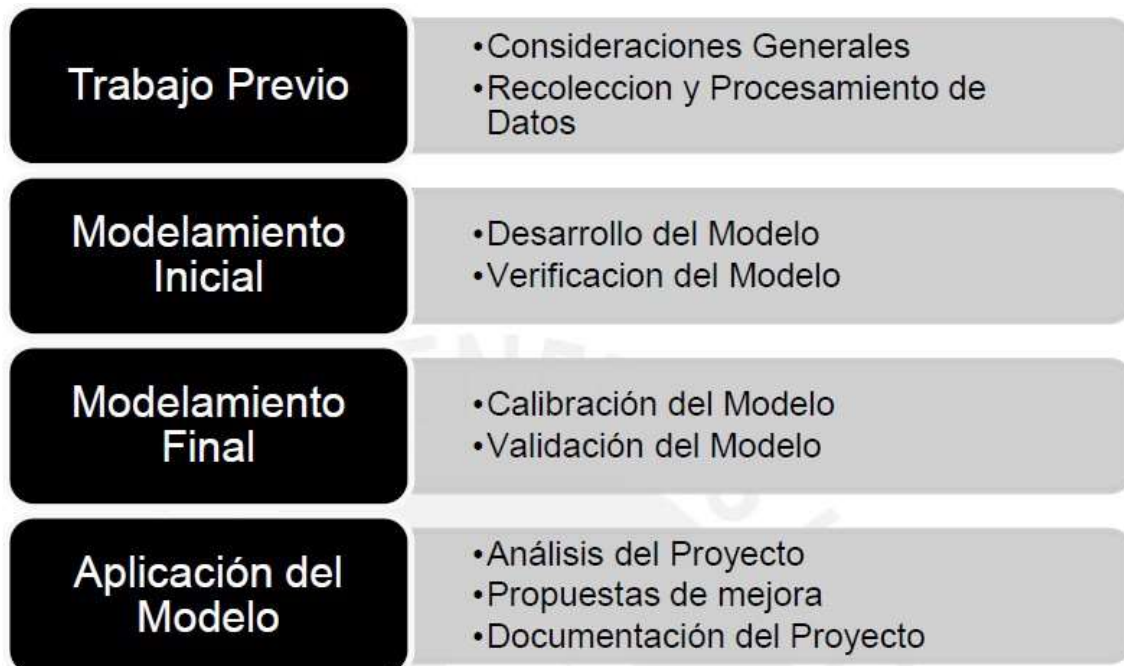 Trabajo Previo
•Consideraciones Generales
•Recoleccion y Procesamiento de
Datos
Modelamiento
Inicial
•Desarrollo del Modelo
•Verificacion del Modelo
Modelamiento
Final
•Calibración del Modelo
•Validación del Modelo
Aplicación del
Modelo
•Análisis del Proyecto
•Propuestas de mejora
•Documentación del Proyecto